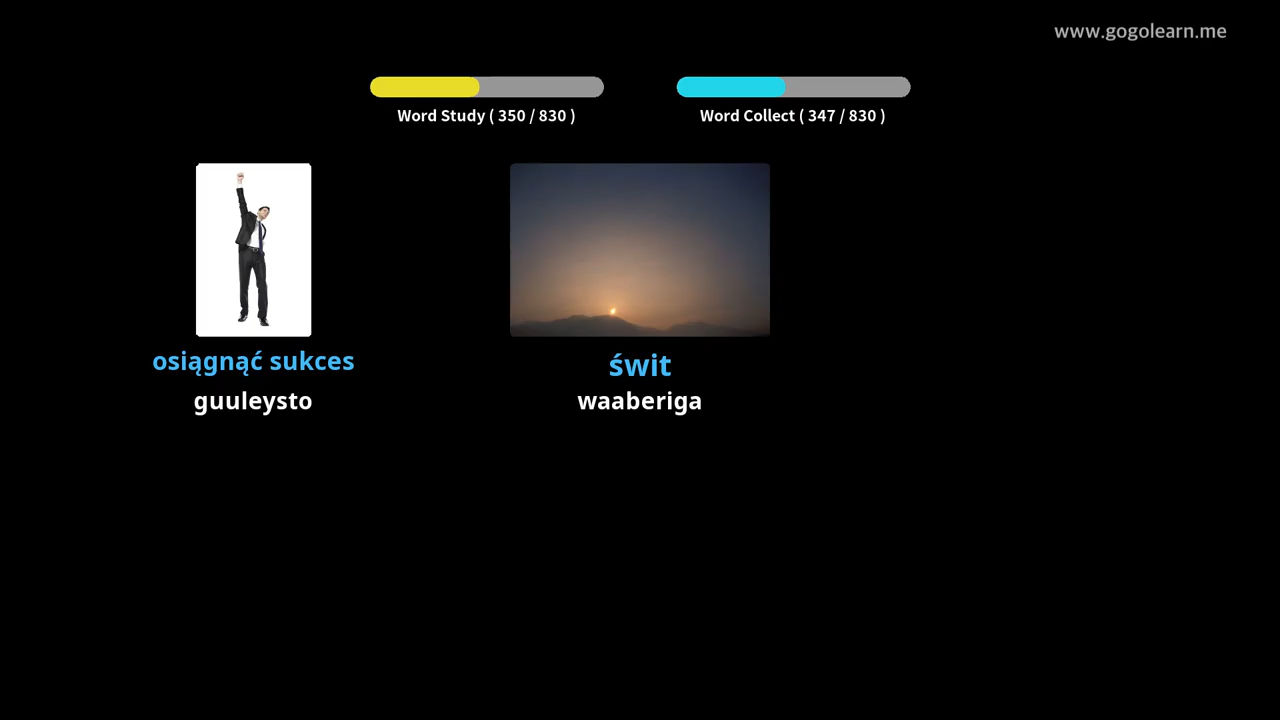 www.gogolearn.me
Word Study ( 350 / 830 )
Word Collect ( 347 / 830 )
osiągnąć sukces
guuleysto
świt
waaberiga